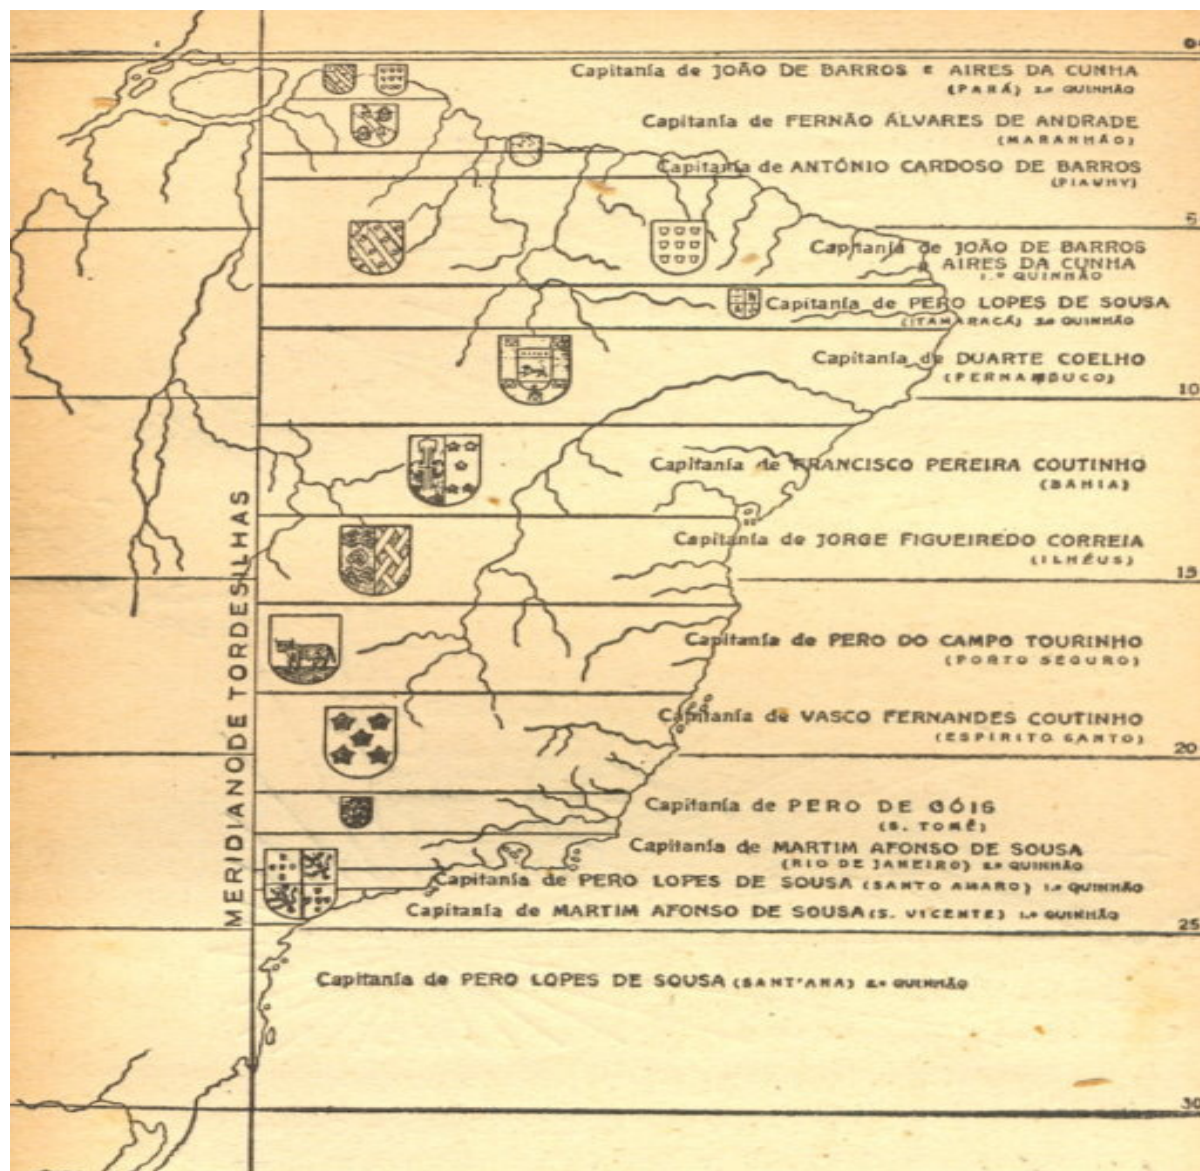 0
Capitanía de JOÃO DE BARROS E AIRES DA CUNHA
(PARÁ) 2.º QUINHÃO
Capitanía de FERNÃO ÁLVARES DE ANDRADE
(MARANHÃO)
Capitanía de ANTÓNIO CARDOSO DE BARROS
(PIAUHY)
5
Capitanía de JOÃO DE BARROS
E AIRES DA CUNHA
1.º QUINHÃO
Capitanía de PERO LOPES DE SOUSA
(ITAMARACÁ) 3.º QUINHÃO
Capitanía de DUARTE COELHO
(PERNAMBUCO)
10
Capitanía de FRANCISCO PEREIRA COUTINHO
(BAHIA)
Capitanía de JORGE FIGUEIREDO CORREIA
(ILHÉUS)
15
Capitanía de PERO DO CAMPO TOURINHO
(PORTO SEGURO)
Capitanía de VASCO FERNANDES COUTINHO
(ESPIRITO SANTO)
20
Capitanía de PERO DE GÓIS
(S. TOMÉ)
Capitanía de MARTIM AFONSO DE SOUSA
(RIO DE JANEIRO) 2.º QUINHÃO
Capitanía de PERO LOPES DE SOUSA (SANTO AMARO) 1.º QUINHÃO
Capitanía de MARTIM AFONSO DE SOUSA (S. VICENTE) 1.º QUINHÃO
25
Capitanía de PERO LOPES DE SOUSA (SANT'ANA) 2.º QUINHÃO
30
MERIDIANO DE TORDESILHAS